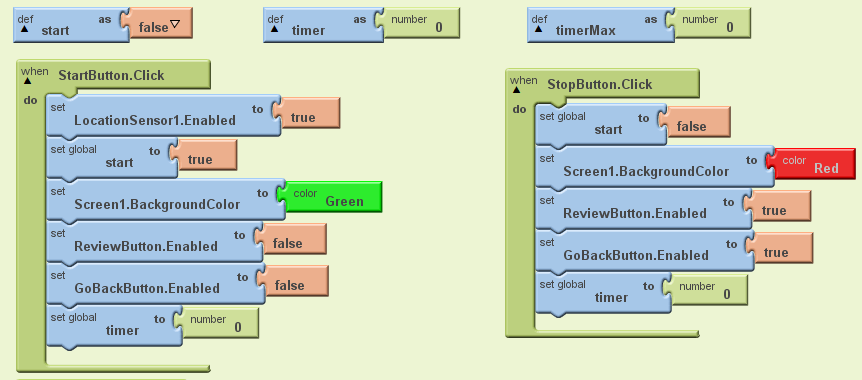 def start as false
def timer as number 0
def timerMax as number 0
when StartButton.Click
do
set LocationSensor1.Enabled to true
set global start to true
set Screen1.BackgroundColor to color Green
set ReviewButton.Enabled to false
set GoBackButton.Enabled to false
set global timer to number 0
when StopButton.Click
do
set global start to false
set Screen1.BackgroundColor to color Red
set ReviewButton.Enabled to true
set GoBackButton.Enabled to true
set global timer to number 0